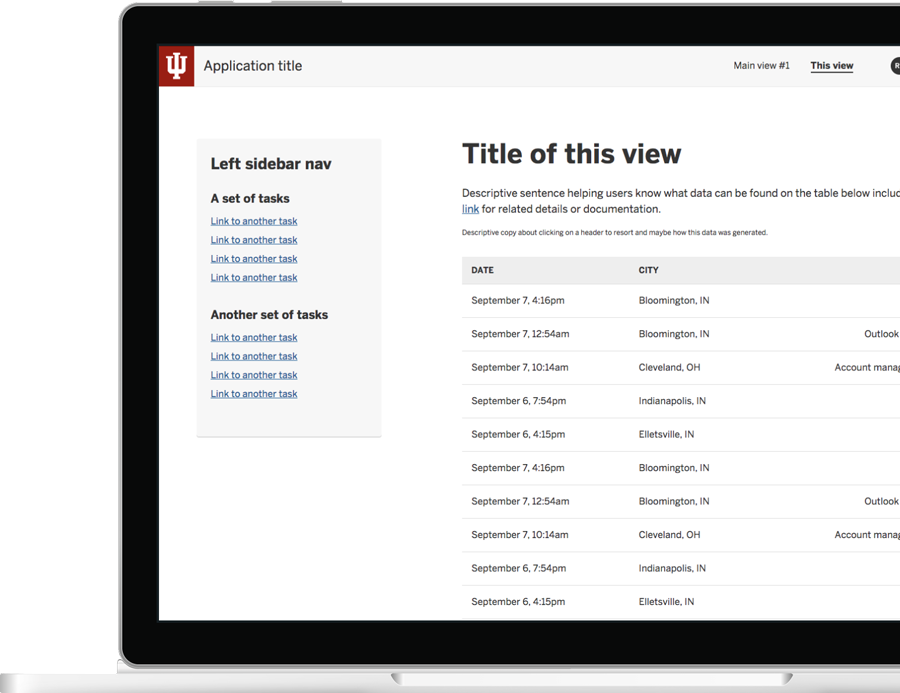 Application title
Main view #1 This view
Left sidebar nav
A set of tasks
Link to another task
Link to another task
Link to another task
Link to another task
Another set of tasks
Link to another task
Link to another task
Link to another task
Link to another task
Title of this view
Descriptive sentence helping users know what data can be found on the table below
link for related details or documentation.
Descriptive copy about clicking on a header to resort and maybe how this data was generated.
DATE CITY
September 7, 4:16pm Bloomington, IN
September 7, 12:54am Bloomington, IN Outlook
September 7, 10:14am Cleveland, OH Account
September 6, 7:54pm Indianapolis, IN
September 6, 4:15pm Elletsville, IN
September 7, 4:16pm Bloomington, IN
September 7, 12:54am Bloomington, IN Outlook
September 7, 10:14am Cleveland, OH Account
September 6, 7:54pm Indianapolis, IN
September 6, 4:15pm Elletsville, IN